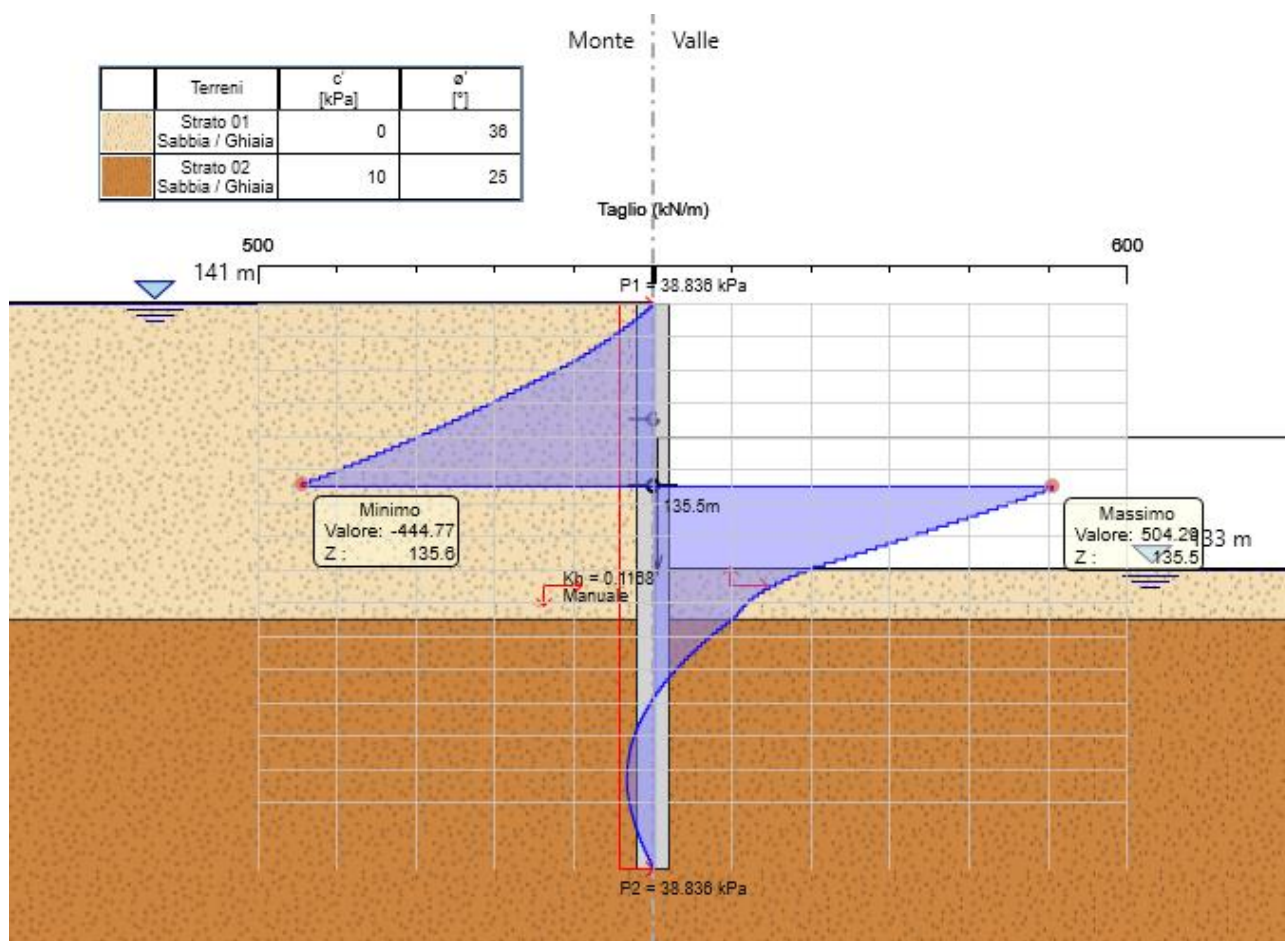 Monte
Valle
Terreni
c'
[kPa]
ø'
[°]
Strato 01
Sabbia / Ghiaia
0
36
Strato 02
Sabbia / Ghiaia
10
25
Taglio (kN/m)
500
600
141 m
P1 = 38.836 kPa
135.5m
Minimo
Valore: -444.77
Z : 135.6
Massimo
Valore: 504.29
Z : 135.5
133 m
Kh = 0.1168
Manuale
P2 = 38.836 kPa